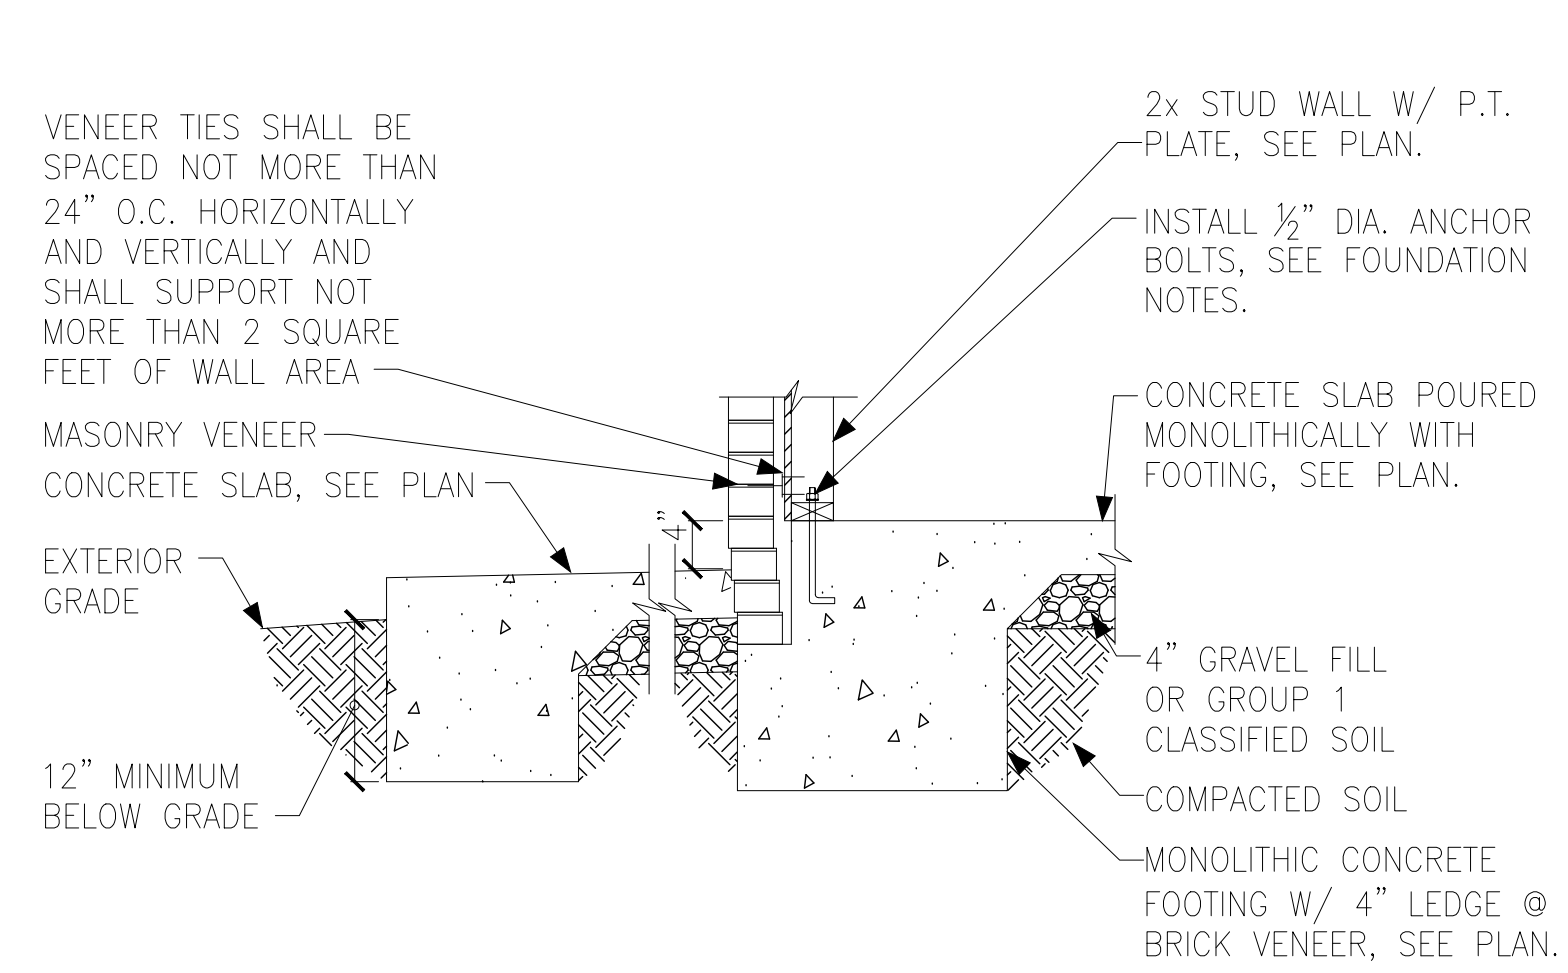 VENEER TIES SHALL BE
SPACED NOT MORE THAN
24” O.C. HORIZONTALLY
AND VERTICALLY AND
SHALL SUPPORT NOT
MORE THAN 2 SQUARE
FEET OF WALL AREA
MASONRY VENEER
CONCRETE SLAB, SEE PLAN
EXTERIOR
GRADE
12” MINIMUM
BELOW GRADE
4”
2x STUD WALL W/ P.T.
PLATE, SEE PLAN.
INSTALL ½” DIA. ANCHOR
BOLTS, SEE FOUNDATION
NOTES.
CONCRETE SLAB POURED
MONOLITHICALLY WITH
FOOTING, SEE PLAN.
4” GRAVEL FILL
OR GROUP 1
CLASSIFIED SOIL
COMPACTED SOIL
MONOLITHIC CONCRETE
FOOTING W/ 4” LEDGE @
BRICK VENEER, SEE PLAN.